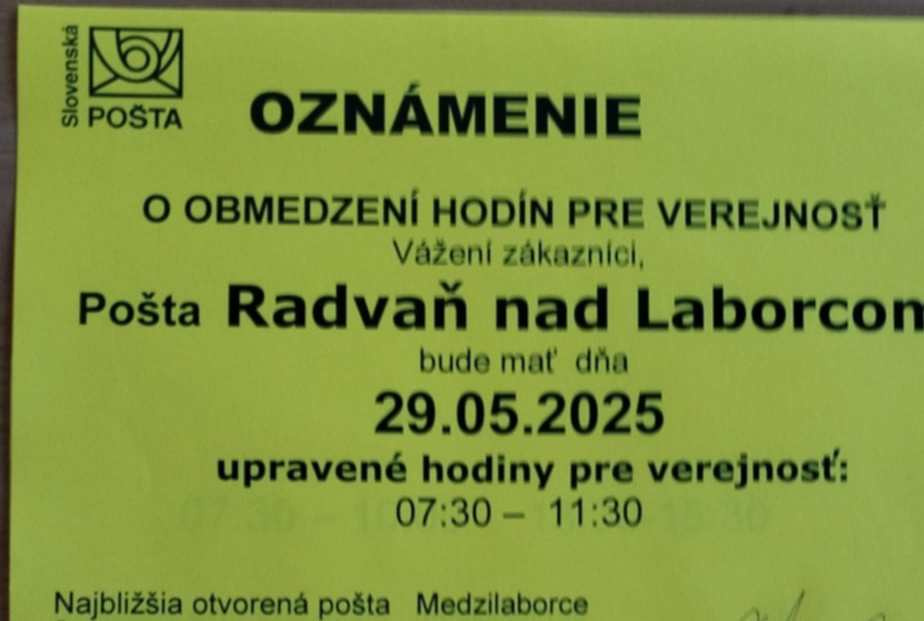 Slovenská
POŠTA
OZNÁMENIE
O OBMEDZENÍ HODÍN PRE VEREJNOSŤ
Vážení zákazníci,
Pošta Radvaň nad Laborcom
bude mať dňa
29.05.2025
upravené hodiny pre verejnosť:
07:30 – 11:30
Najbližšia otvorená pošta Medzilaborce